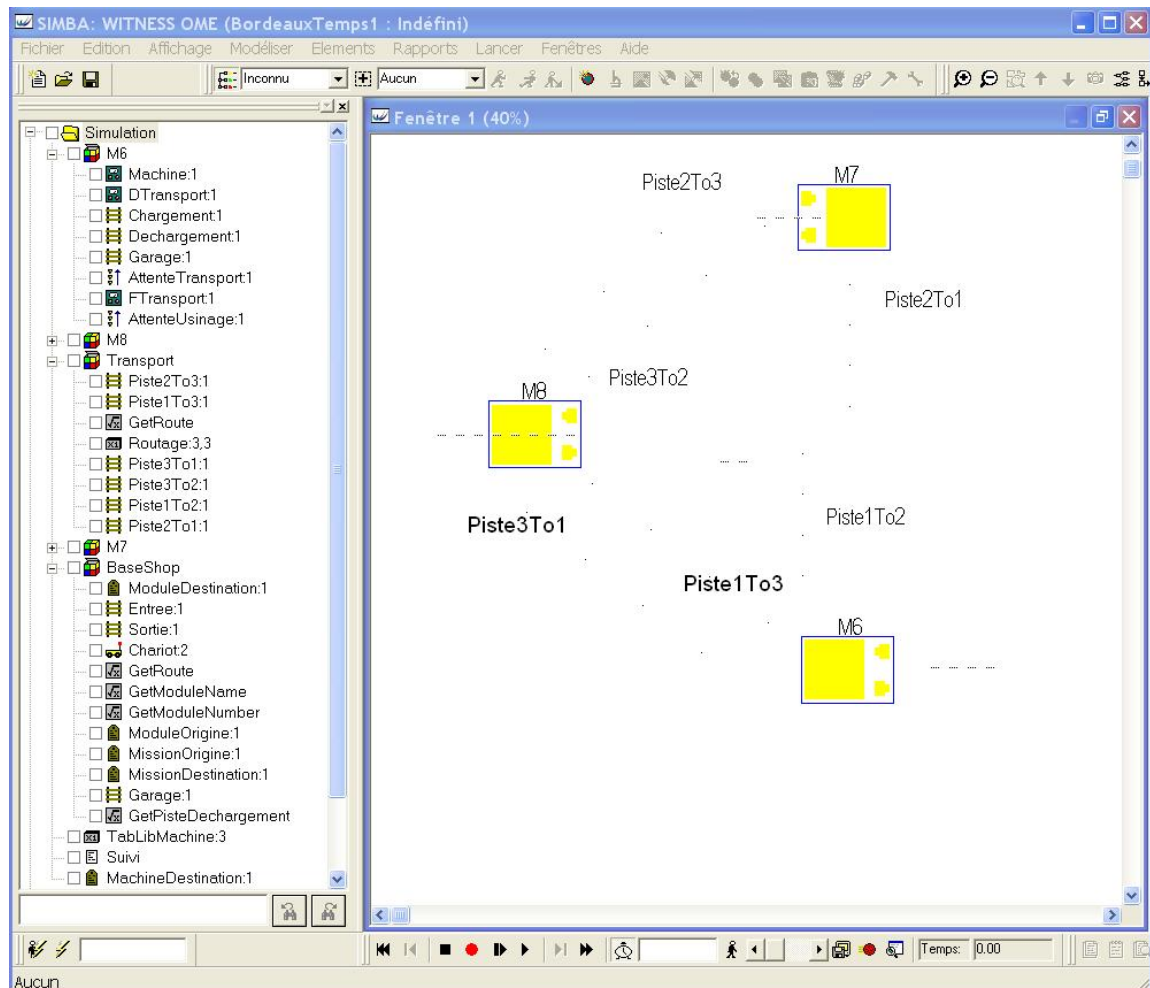 SIMBA: WITNESS OME (BordeauxTemps1 : Indéfini)
Fichier Edition Affichage Modéliser Elements Rapports Lancer Fenêtres Aide
Inconnu Aucun
Simulation
M6
Machine:1
DTransport:1
Chargement:1
Dechargement:1
Garage:1
AttenteTransport:1
FTransport:1
AttenteUsinage:1
M8
Transport
Piste2To3:1
Piste1To3:1
GetRoute
Routage:3,3
Piste3To1:1
Piste3To2:1
Piste1To2:1
Piste2To1:1
M7
BaseShop
ModuleDestination:1
Entree:1
Sortie:1
Chariot:2
GetRoute
GetModuleName
GetModuleNumber
ModuleOrigine:1
MissionOrigine:1
MissionDestination:1
Garage:1
GetPisteDechargement
TabLibMachine:3
Suivi
MachineDestination:1
Fenêtre 1 (40%)
Piste2To3
M7
Piste2To1
Piste3To2
M8
Piste3To1
Piste1To2
Piste1To3
M6
Temps: 0.00
Aucun